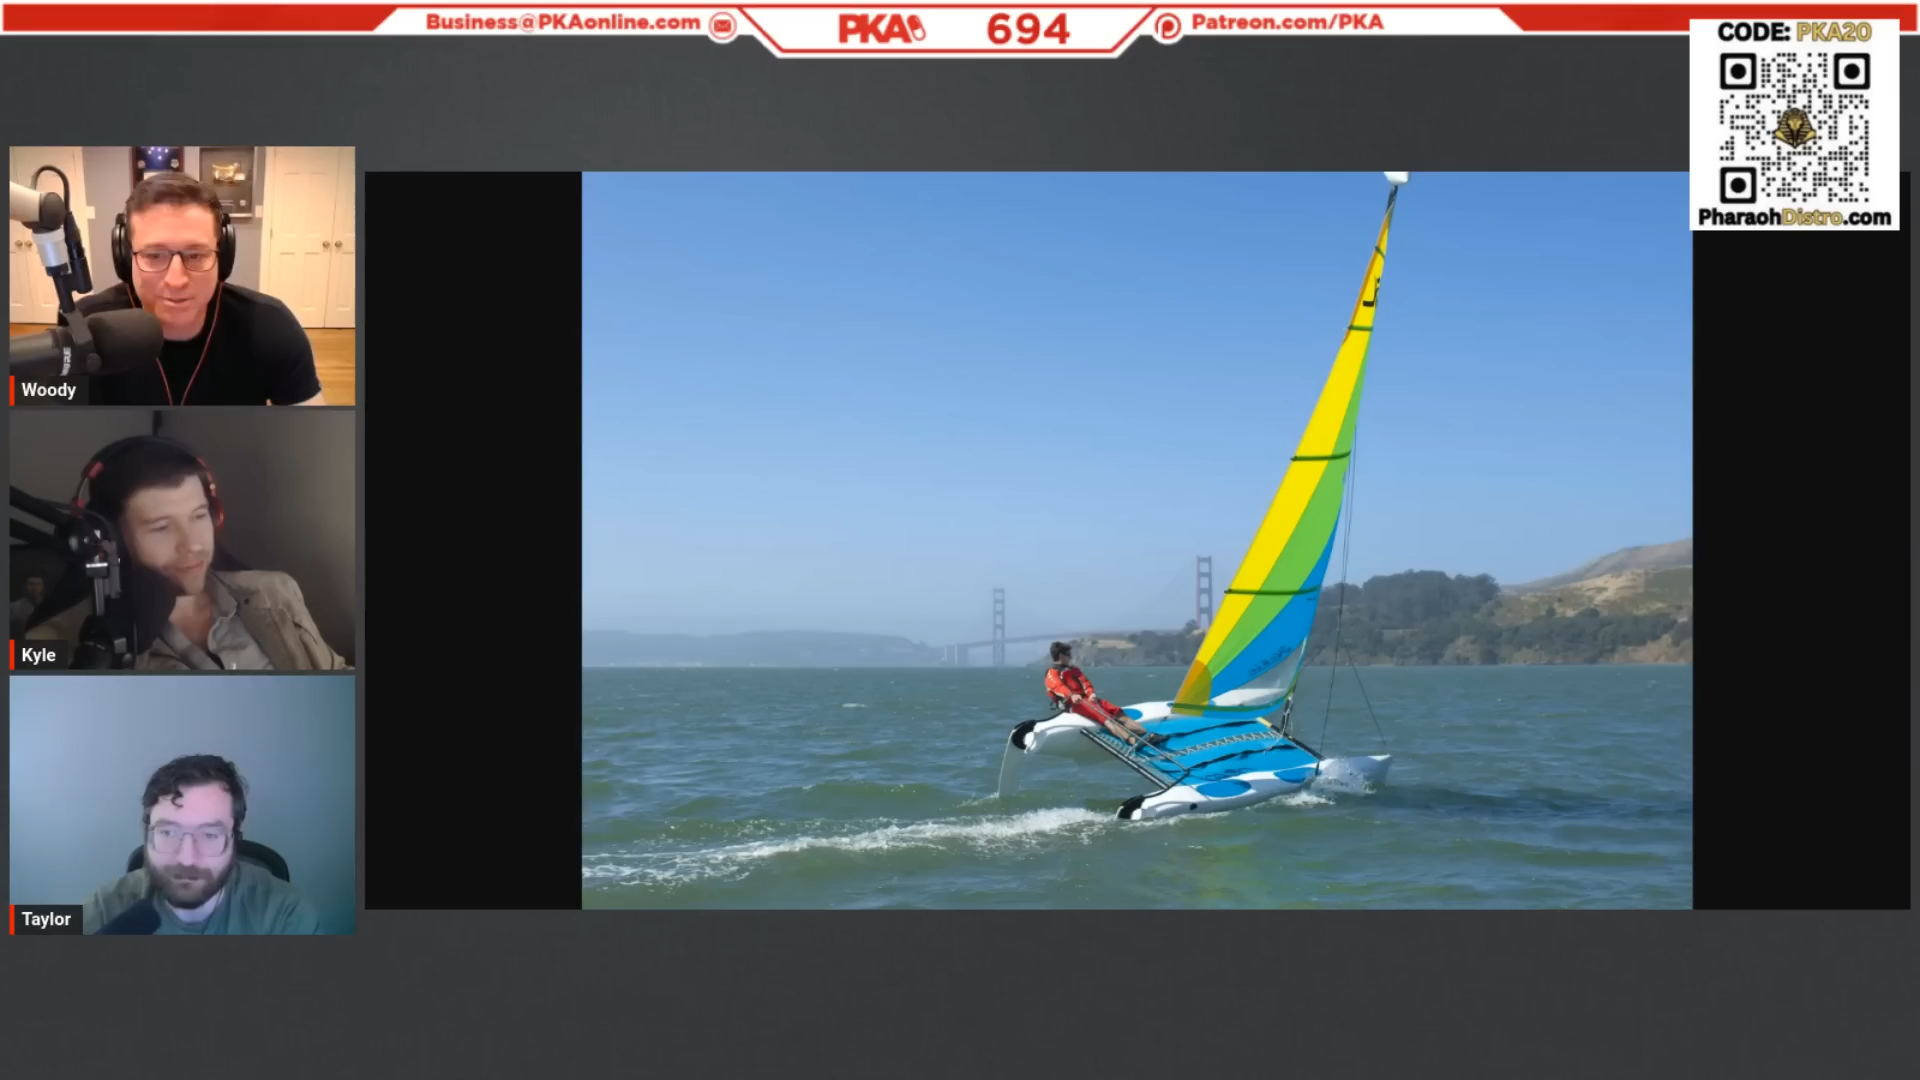 Business@PKAonline.com
PKA
694
Patreon.com/PKA
CODE: PKA20
PharaohDistro.com
Woody
Kyle
Taylor